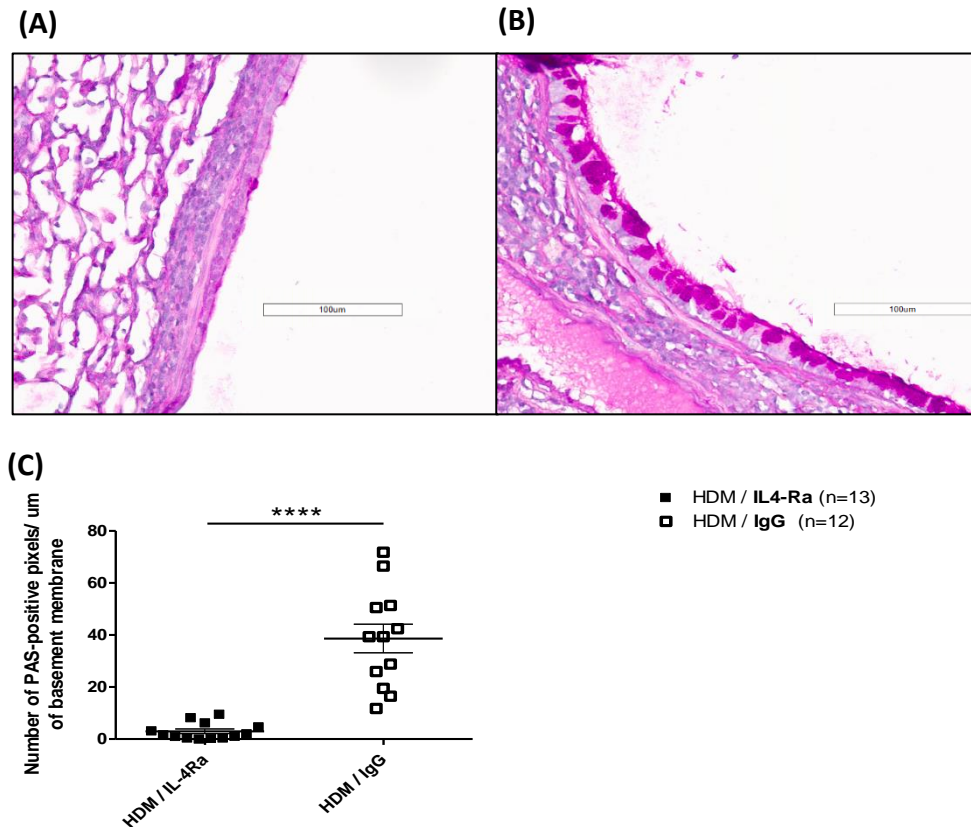 (A)
(B)
100um
100um
(C)
****
HDM / IL4-Ra (n=13)
HDM / IgG (n=12)
Number of PAS-positive pixels/ um
of basement membrane
80
60
40
20
0
HDM / IL-4Ra
HDM / IgG